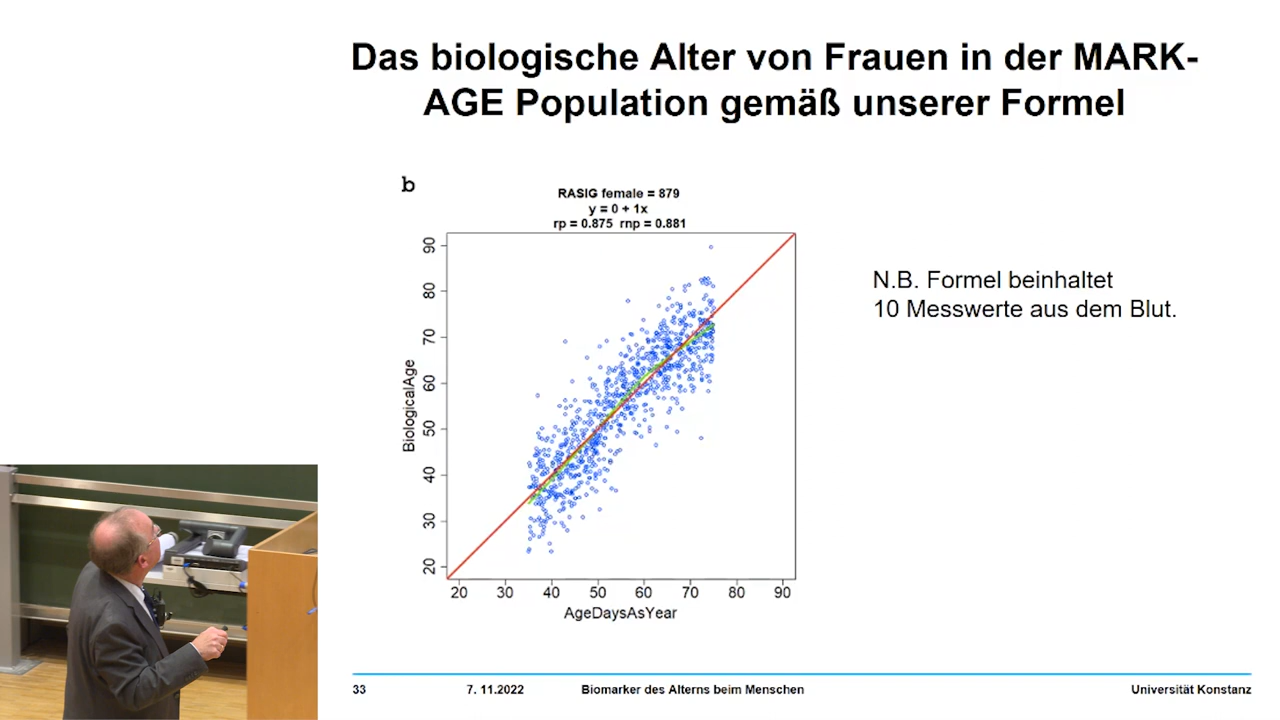 Das biologische Alter von Frauen in der MARK-
AGE Population gemäß unserer Formel
b
RASIG female = 879
y = 0 + 1x
rp = 0.875 rnp = 0.881
90
80
70
60
50
40
30
20
BiologicalAge
20 30 40 50 60 70 80 90
AgeDaysAsYear
N.B. Formel beinhaltet
10 Messwerte aus dem Blut.
33 7. 11.2022 Biomarker des Alterns beim Menschen Universität Konstanz